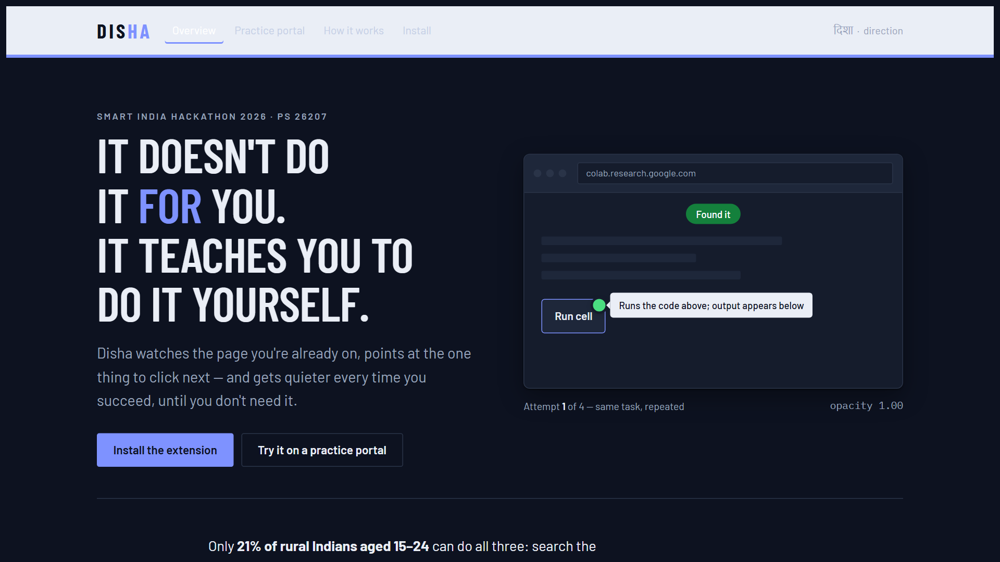 DISHA
Overview
Practice portal
How it works
Install
दिशा · direction
SMART INDIA HACKATHON 2026 · PS 26207
IT DOESN'T DO
IT FOR YOU.
IT TEACHES YOU TO
DO IT YOURSELF.
Disha watches the page you're already on, points at the one
thing to click next — and gets quieter every time you
succeed, until you don't need it.
Install the extension
Try it on a practice portal
colab.research.google.com
Found it
Run cell
Runs the code above; output appears below
Attempt 1 of 4 — same task, repeated
opacity 1.00
Only 21% of rural Indians aged 15–24 can do all three: search the